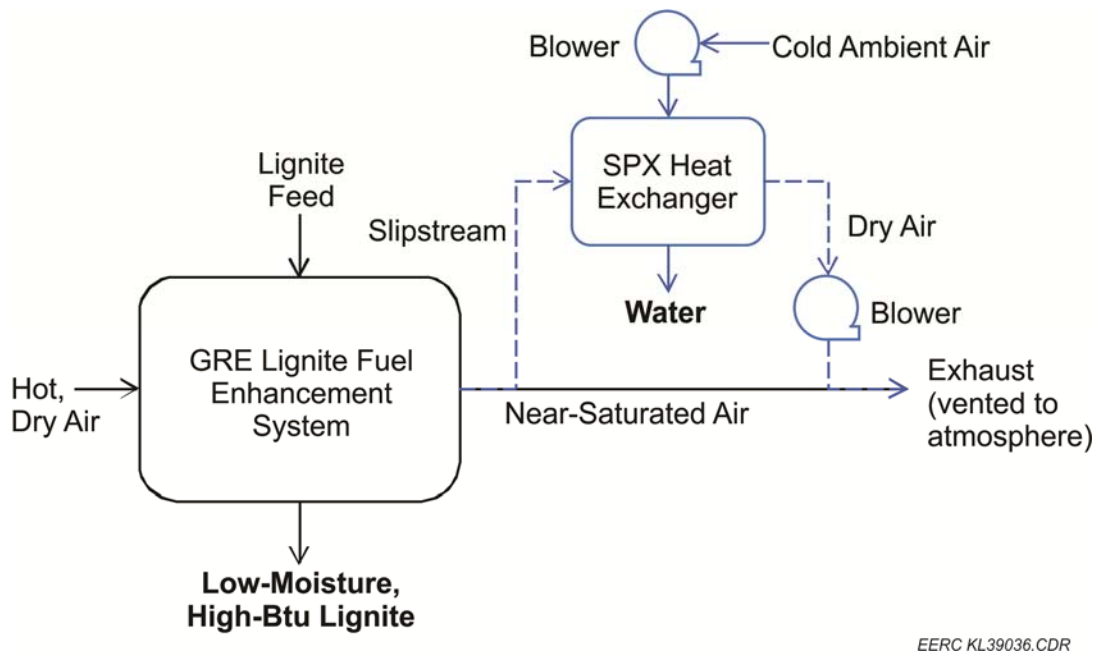 Blower
Cold Ambient Air
Lignite
Feed
SPX Heat
Exchanger
Slipstream
Dry Air
Water
Blower
GRE Lignite Fuel
Enhancement
System
Hot,
Dry Air
Near-Saturated Air
Exhaust
(vented to
atmosphere)
Low-Moisture,
High-Btu Lignite
EERC KL39036.CDR